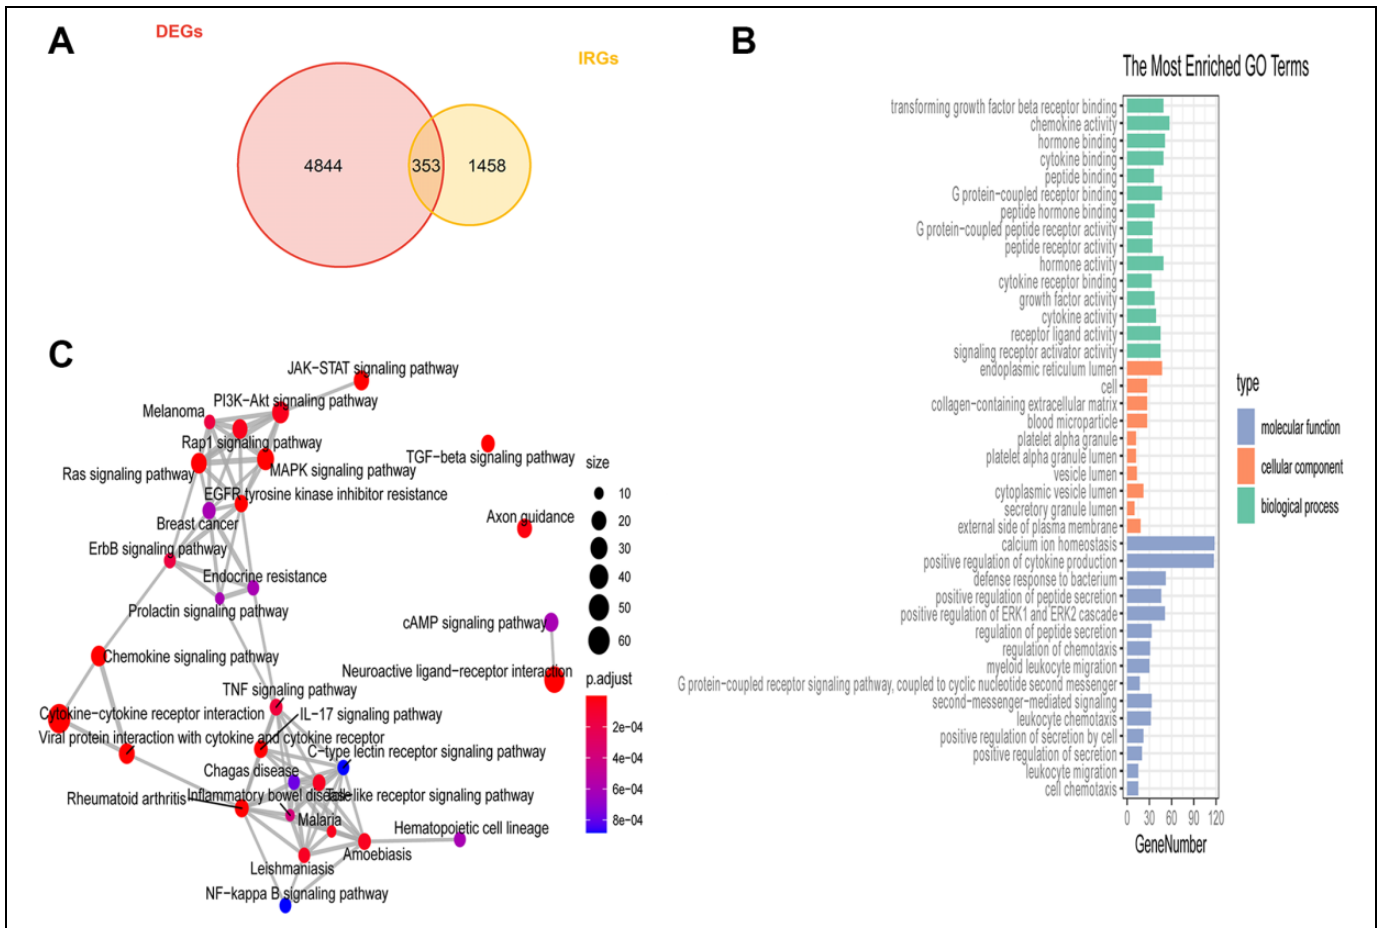 A
DEGs
IRGs
4844
353
1458
B
The Most Enriched GO Terms
transforming growth factor beta receptor binding
chemokine activity
hormone binding
cytokine binding
peptide binding
G protein-coupled receptor binding
peptide hormone binding
G protein-coupled peptide receptor activity
peptide receptor activity
hormone activity
cytokine receptor binding
growth factor activity
cytokine activity
receptor ligand activity
signaling receptor activator activity
endoplasmic reticulum lumen
cell
collagen-containing extracellular matrix
blood microparticle
platelet alpha granule
platelet alpha granule lumen
vesicle lumen
cytoplasmic vesicle lumen
secretory granule lumen
external side of plasma membrane
calcium ion homeostasis
positive regulation of cytokine production
defense response to bacterium
positive regulation of peptide secretion
positive regulation of ERK1 and ERK2 cascade
regulation of peptide secretion
regulation of chemotaxis
myeloid leukocyte migration
G protein-coupled receptor signaling pathway, coupled to cyclic nucleotide second messenger
second-messenger-mediated signaling
leukocyte chemotaxis
positive regulation of secretion by cell
positive regulation of secretion
leukocyte migration
cell chemotaxis
0 30 60 90 120
GeneNumber
type
molecular function
cellular component
biological process
C
JAK-STAT signaling pathway
PI3K-Akt signaling pathway
Melanoma
Rap1 signaling pathway
TGF-beta signaling pathway
Ras signaling pathway
MAPK signaling pathway
EGFR tyrosine kinase inhibitor resistance
Axon guidance
Breast cancer
ErbB signaling pathway
Endocrine resistance
Prolactin signaling pathway
cAMP signaling pathway
Chemokine signaling pathway
Neuroactive ligand-receptor interaction
TNF signaling pathway
Cytokine-cytokine receptor interaction
IL-17 signaling pathway
Viral protein interaction with cytokine and cytokine receptor
C-type lectin receptor signaling pathway
Chagas disease
Rheumatoid arthritis
Inflammatory bowel disease
Toll-like receptor signaling pathway
Malaria
Hematopoietic cell lineage
Amoebiasis
Leishmaniasis
NF-kappa B signaling pathway
size
10
20
30
40
50
60
p.adjust
2e-04
4e-04
6e-04
8e-04